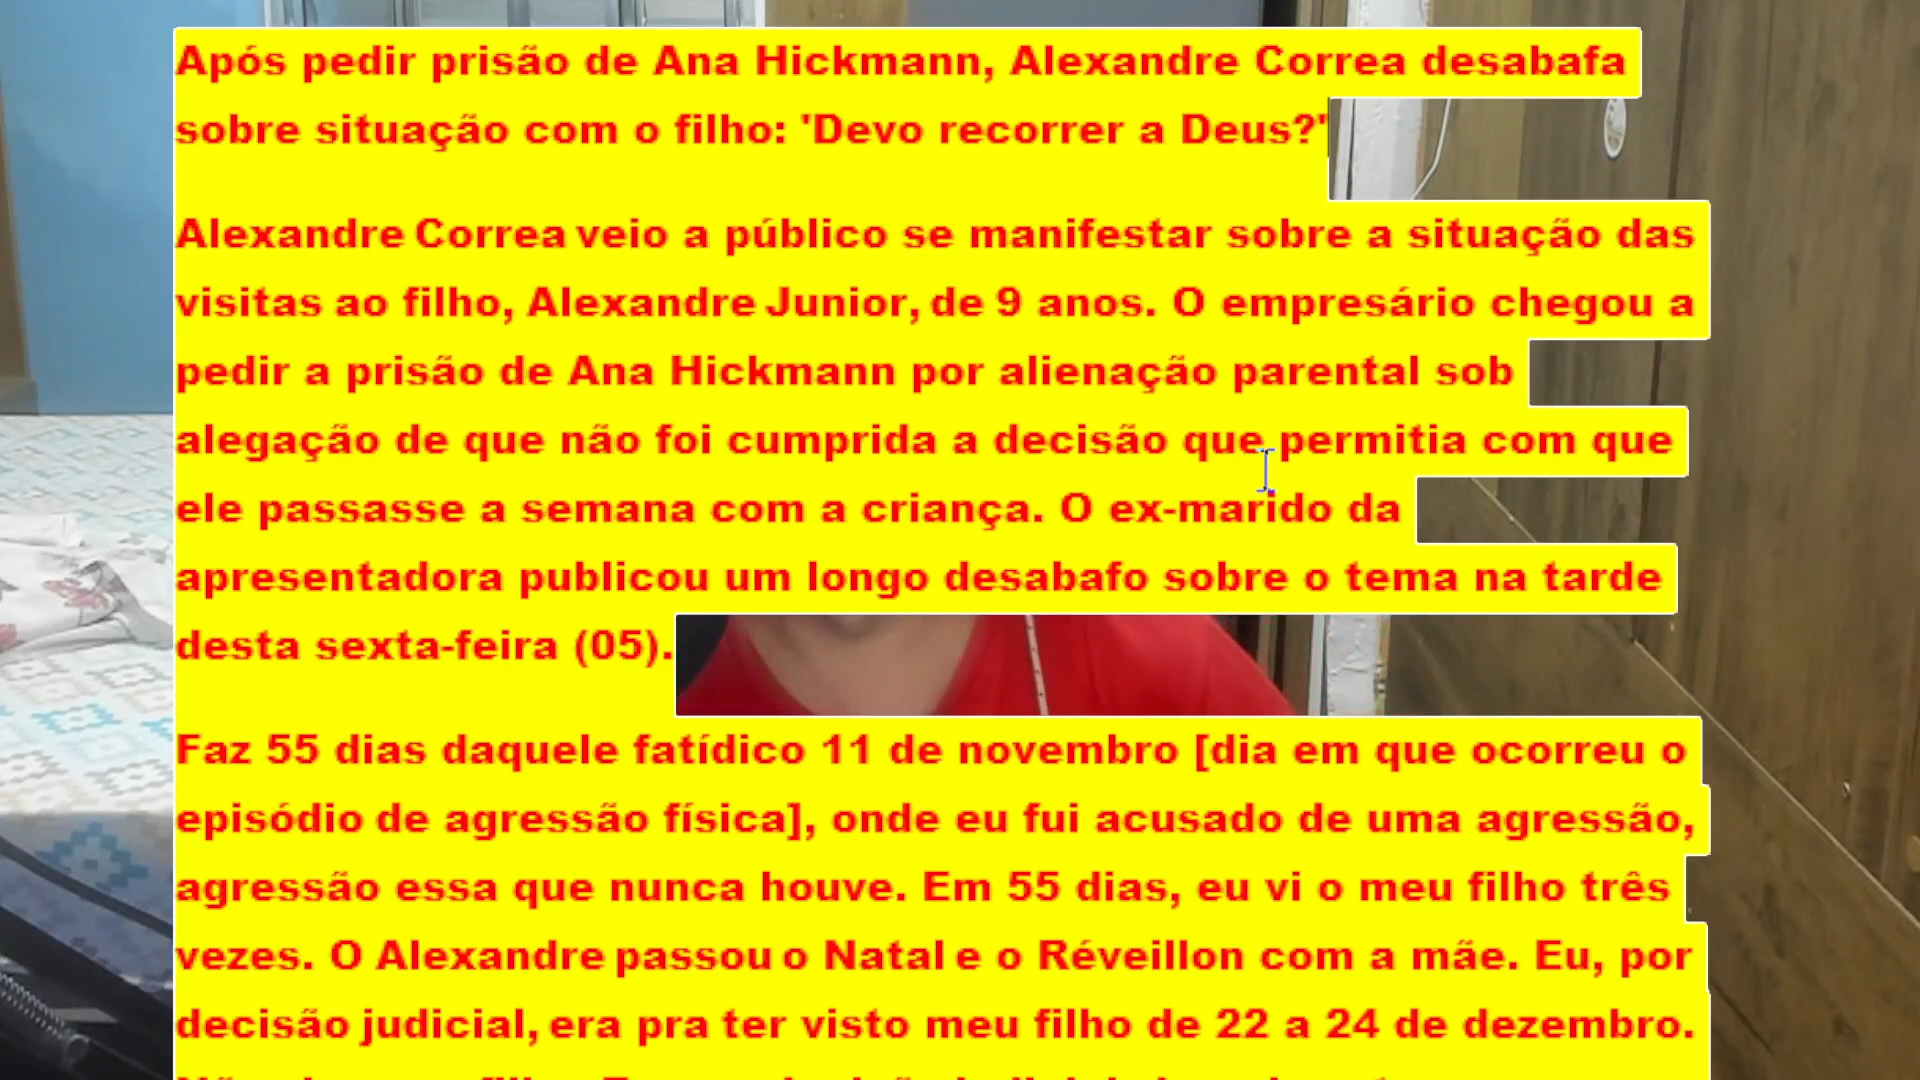 Após pedir prisão de Ana Hickmann, Alexandre Correa desabafa
sobre situação com o filho: 'Devo recorrer a Deus?'
Alexandre Correa veio a público se manifestar sobre a situação das
visitas ao filho, Alexandre Junior, de 9 anos. O empresário chegou a
pedir a prisão de Ana Hickmann por alienação parental sob
alegação de que não foi cumprida a decisão que permitia com que
ele passasse a semana com a criança. O ex-marido da
apresentadora publicou um longo desabafo sobre o tema na tarde
desta sexta-feira (05).
Faz 55 dias daquele fatídico 11 de novembro [dia em que ocorreu o
episódio de agressão física], onde eu fui acusado de uma agressão,
agressão essa que nunca houve. Em 55 dias, eu vi o meu filho três
vezes. O Alexandre passou o Natal e o Réveillon com a mãe. Eu, por
decisão judicial, era pra ter visto meu filho de 22 a 24 de dezembro.